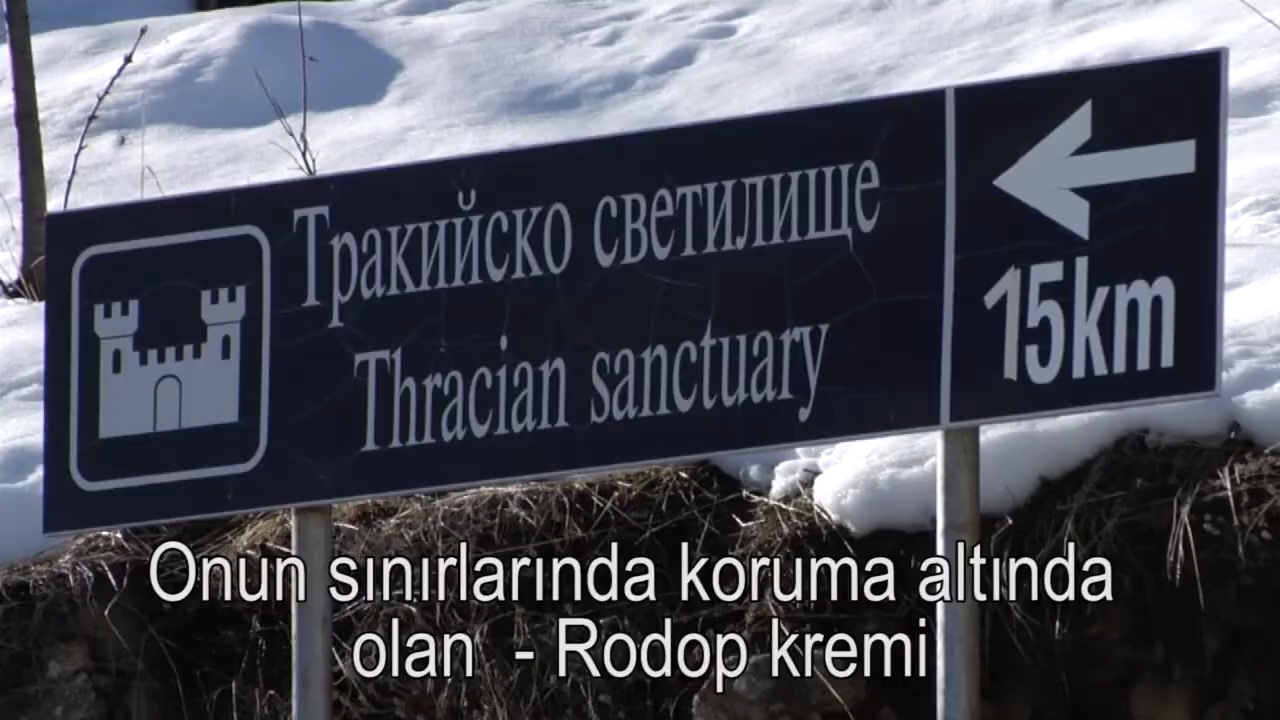 Тракийско светилище
Thracian sanctuary
15km
Onun sınırlarında koruma altında
olan - Rodop kremi